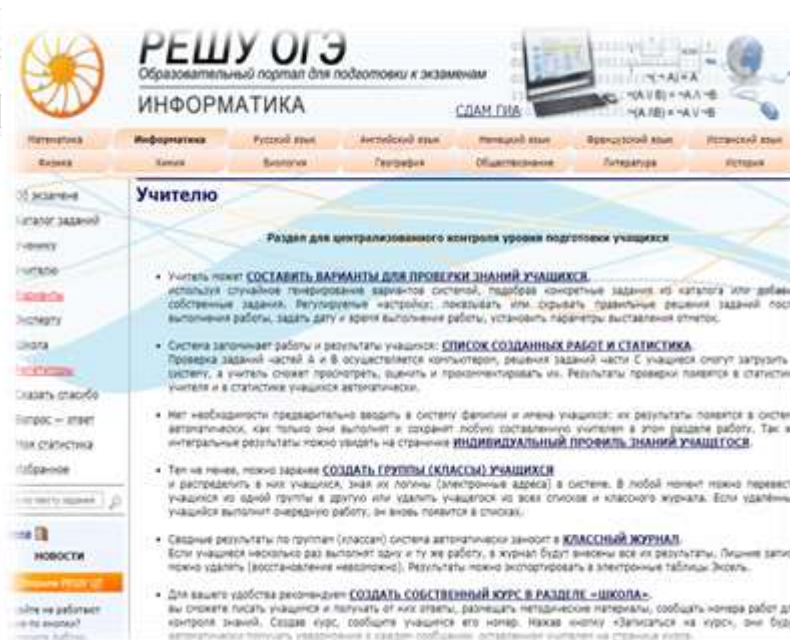 РЕШУ ОГЭ
Образовательный портал для подготовки к экзаменам
ИНФОРМАТИКА
СДАМ ГИА
¬(¬A) = A
¬(A V B) = ¬A Λ ¬B
¬(A Λ B) = ¬A V ¬B
Математика Информатика Русский язык Английский язык Немецкий язык Французский язык Испанский язык
Физика Химия Биология География Обществознание Литература История
Об экзамене
Каталог заданий
Ученику
Учителю
Варианты
Эксперту
Школа
Сказать спасибо
Вопрос — ответ
Моя статистика
Избранное
НОВОСТИ
Учителю
Раздел для централизованного контроля уровня подготовки учащихся
• Учитель может СОСТАВИТЬ ВАРИАНТЫ ДЛЯ ПРОВЕРКИ ЗНАНИЙ УЧАЩИХСЯ,
используя случайное генерирование вариантов системой, подобрав конкретные задания из каталога или добавив
собственные задания. Регулируемые настройки: показывать или скрывать правильные решения заданий после
выполнения работы, задать дату и время выполнения работы, установить параметры выставления отметок.
• Система запоминает работы и результаты учащихся: СПИСОК СОЗДАННЫХ РАБОТ И СТАТИСТИКА.
Проверка заданий частей А и В осуществляется компьютером, решения заданий части С учащиеся смогут загрузить в
систему, а учитель сможет просмотреть, оценить и прокомментировать их. Результаты проверки появятся в статистике
учителя и в статистике учащихся автоматически.
• Нет необходимости предварительно вводить в систему фамилии и имена учащихся: их результаты появятся в системе
автоматически, как только они выполнят и сохранят любую составленную учителем в этом разделе работу. Так же
интегральные результаты можно увидеть на страничке ИНДИВИДУАЛЬНЫЙ ПРОФИЛЬ ЗНАНИЙ УЧАЩЕГОСЯ.
• Тем не менее, можно заранее СОЗДАТЬ ГРУППЫ (КЛАССЫ) УЧАЩИХСЯ
и распределить в них учащихся, зная их логины (электронные адреса) в системе. В любой момент можно перевести
учащихся из одной группы в другую или удалить учащегося из всех списков и классного журнала. Если удалённый
учащийся выполнит очередную работу, он вновь появится в списках.
• Сводные результаты по группам (классам) система автоматически заносит в КЛАССНЫЙ ЖУРНАЛ.
Если учащиеся несколько раз выполнят одну и ту же работу, в журнал будут внесены все их результаты. Лишние записи
можно удалять (восстановление невозможно). Результаты можно экспортировать в электронные таблицы Эксель.
• Для вашего удобства рекомендуем СОЗДАТЬ СОБСТВЕННЫЙ КУРС В РАЗДЕЛЕ «ШКОЛА»:
вы сможете писать учащимся и получать от них ответы, размещать методические материалы, сообщать номера работ для
контроля знаний. Создав курс, сообщите учащимся его номер. Нажав кнопку «Записаться на курс», они будут
автоматически получать уведомления о каждом сообщении, оставленном учителем на странице курса.